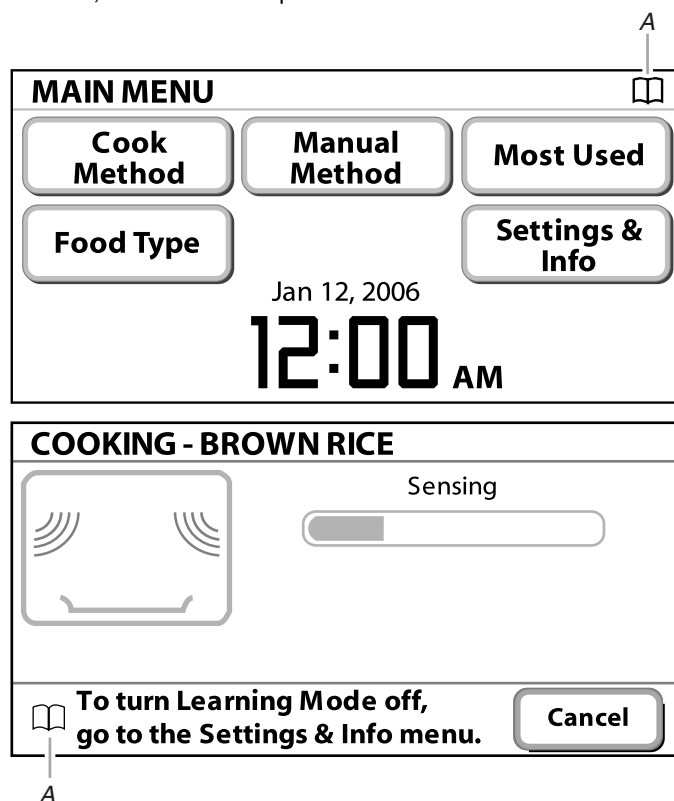 A
MAIN MENU
Cook
Method
Manual
Method
Most Used
Food Type
Settings &
Info
Jan 12, 2006
12:00 AM
COOKING - BROWN RICE
Sensing
To turn Learning Mode off,
go to the Settings & Info menu.
Cancel
A